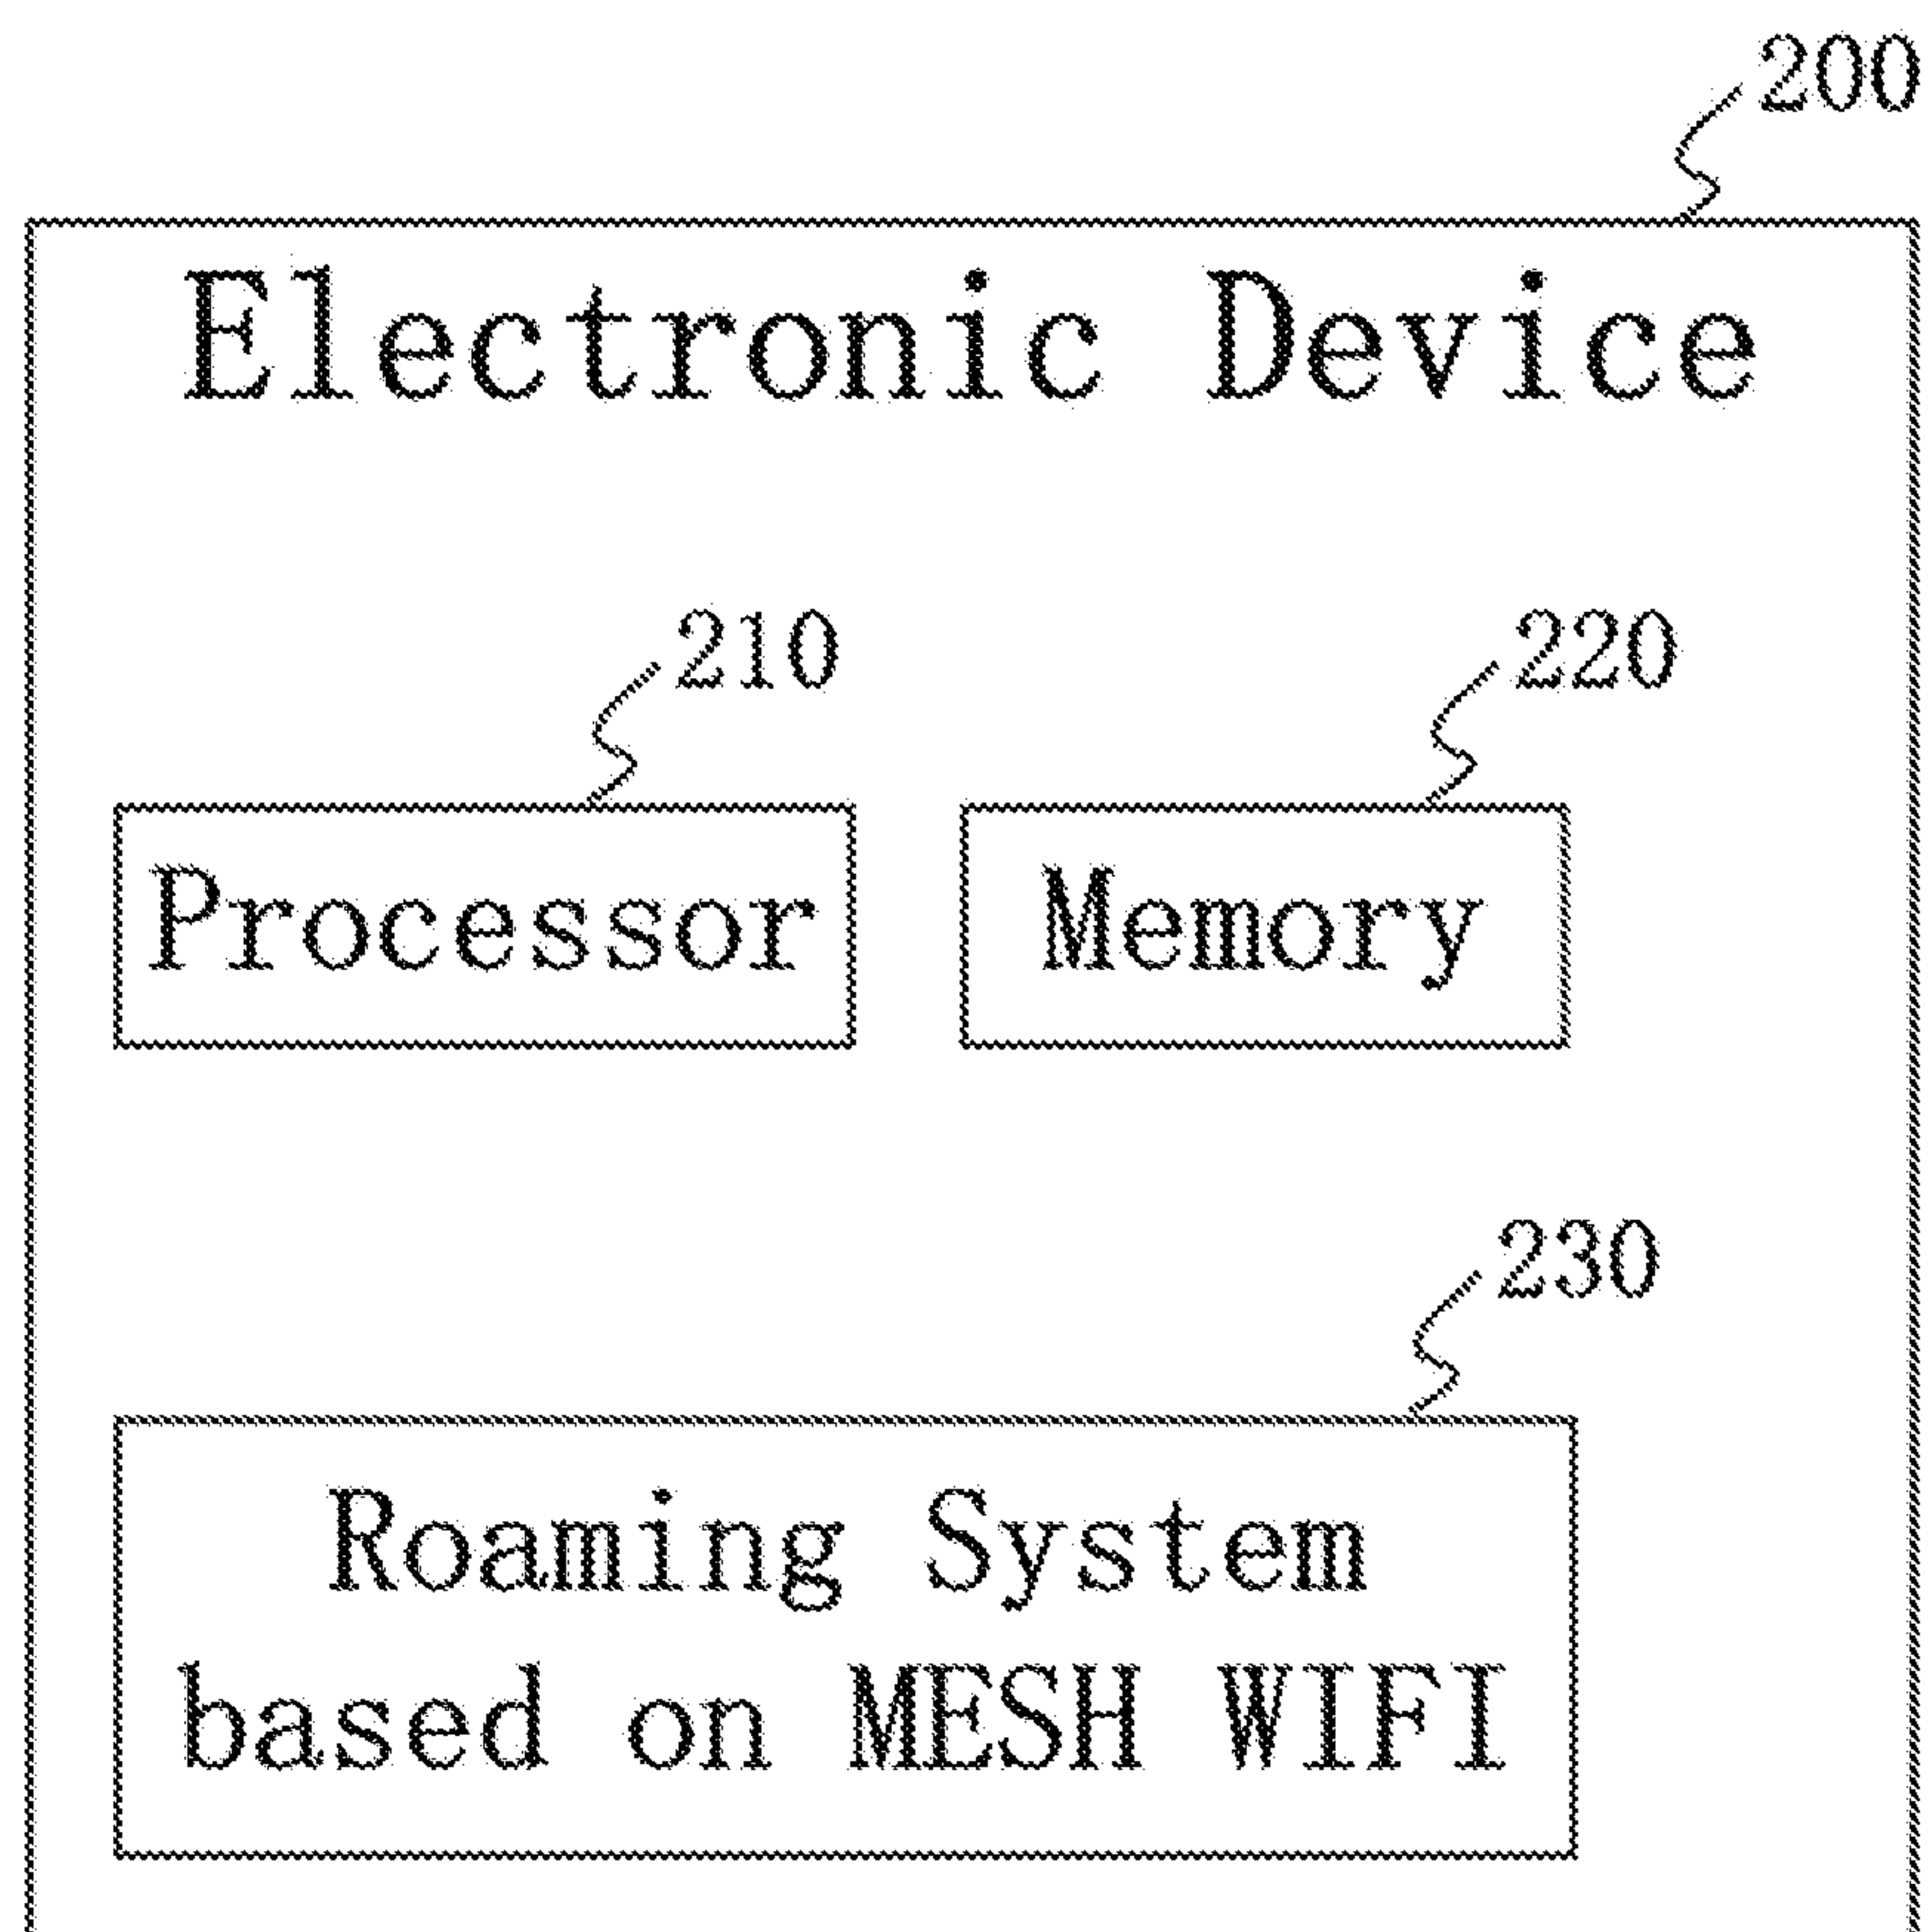 200
Electronic Device
210
220
Processor
Memory
230
Roaming System
based on MESH WIFI